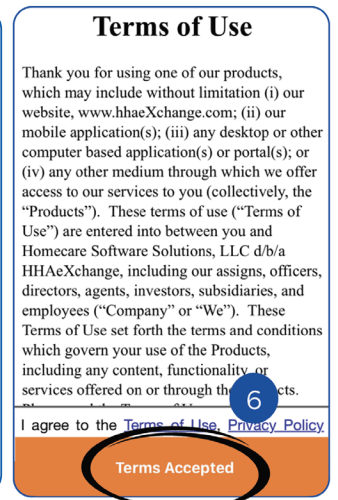 Terms of Use
Thank you for using one of our products,
which may include without limitation (i) our
website, www.hhaeXchange.com; (ii) our
mobile application(s); (iii) any desktop or other
computer based application(s) or portal(s); or
(iv) any other medium through which we offer
access to our services to you (collectively, the
“Products”). These terms of use (“Terms of
Use”) are entered into between you and
Homecare Software Solutions, LLC d/b/a
HHAeXchange, including our assigns, officers,
directors, agents, investors, subsidiaries, and
employees (“Company” or “We”). These
Terms of Use set forth the terms and conditions
which govern your use of the Products,
including any content, functionality, or
services offered on or through
6
I agree to the Terms of Use, Privacy Policy
Terms Accepted